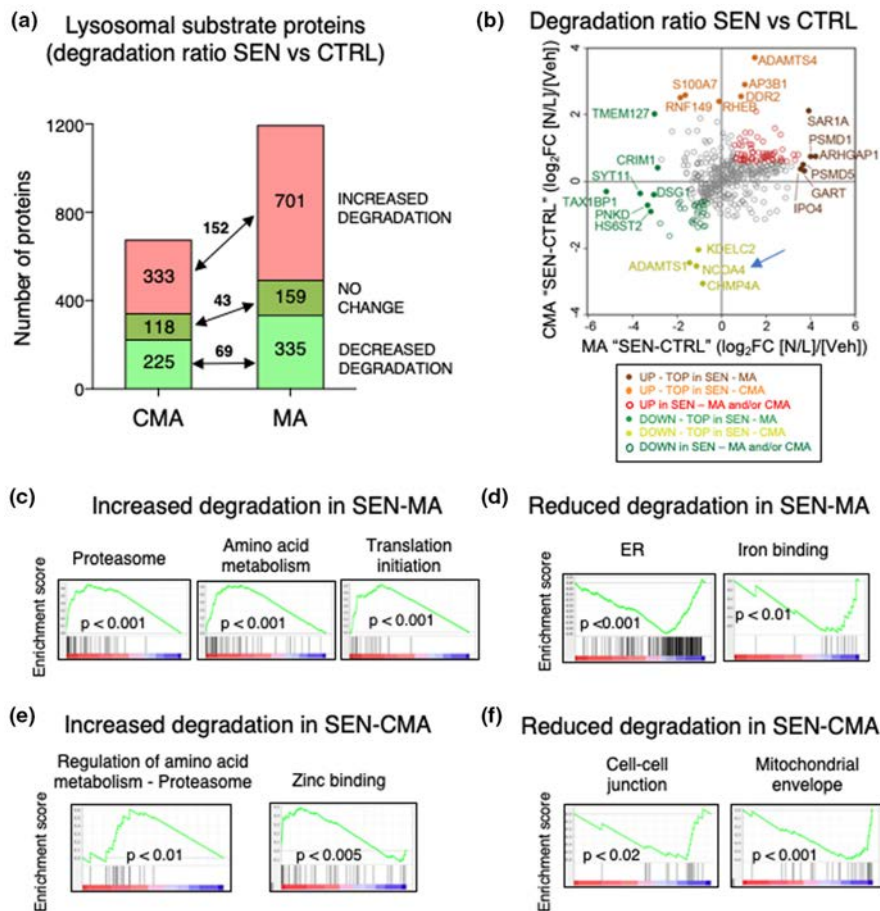 (a) Lysosomal substrate proteins
(degradation ratio SEN vs CTRL)
Number of proteins
1200
800
400
0
333
118
225
701
159
335
152
43
69
INCREASED
DEGRADATION
NO
CHANGE
DECREASED
DEGRADATION
CMA
MA
(b) Degradation ratio SEN vs CTRL
CMA "SEN-CTRL" (log2FC [N/L]/[Veh])
4
2
0
-2
-4
ADAMTS4
S100A7
AP3B1
DDR2
RNF149
RHEB
TMEM127
SAR1A
PSMD1
CRIM1
ARHGAP1
SYT11
PSMD5
DSG1
GART
TAX1BP1
PNKD
IPO4
HS6ST2
KDELC2
ADAMTS1
NCOA4
CHMP4A
-6 -4 -2 0 2 4 6
MA "SEN-CTRL" (log2FC [N/L]/[Veh])
UP - TOP in SEN - MA
UP - TOP in SEN - CMA
UP in SEN – MA and/or CMA
DOWN - TOP in SEN - MA
DOWN - TOP in SEN - CMA
DOWN in SEN – MA and/or CMA
(c) Increased degradation in SEN-MA
Enrichment score
Proteasome
p < 0.001
Amino acid
metabolism
p < 0.001
Translation
initiation
p < 0.001
(d) Reduced degradation in SEN-MA
Enrichment score
ER
p <0.001
Iron binding
p < 0.01
(e) Increased degradation in SEN-CMA
Enrichment score
Regulation of amino acid
metabolism - Proteasome
p < 0.01
Zinc binding
p < 0.005
(f) Reduced degradation in SEN-CMA
Enrichment score
Cell-cell
junction
p < 0.02
Mitochondrial
envelope
p < 0.001